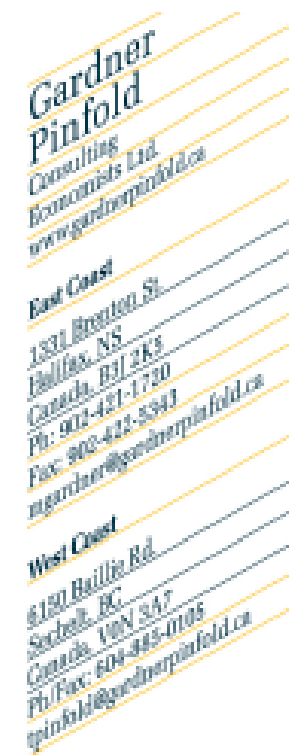 Gardner
Pinfold
Consulting
Economists Ltd.
www.gardnerpinfold.ca
East Coast
1331 Brenton St.
Halifax, NS
Canada, B3J 2K5
Ph: 902-421-1720
Fax: 902-422-5343
mgardner@gardnerpinfold.ca
West Coast
6150 Baillie Rd.
Sechelt, BC
Canada, V0N 3A7
Ph/Fax: 604-885-0105
tpinfold@gardnerpinfold.ca